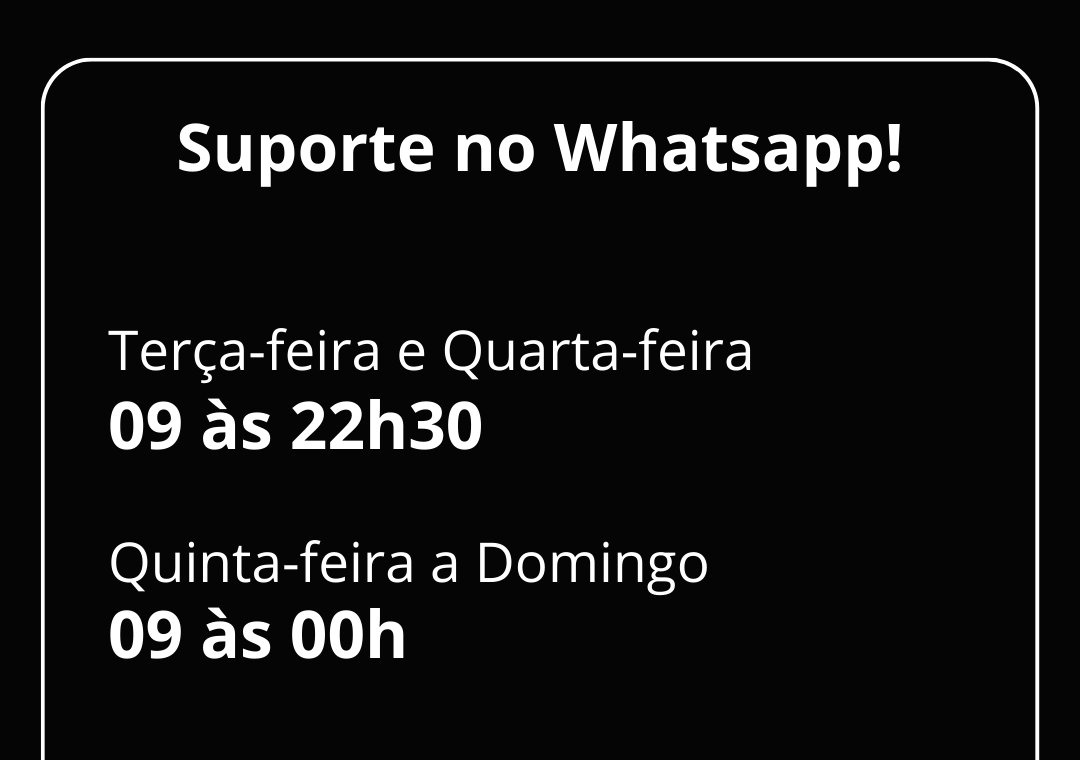 Suporte no Whatsapp!
Terça-feira e Quarta-feira
09 às 22h30
Quinta-feira a Domingo
09 às 00h